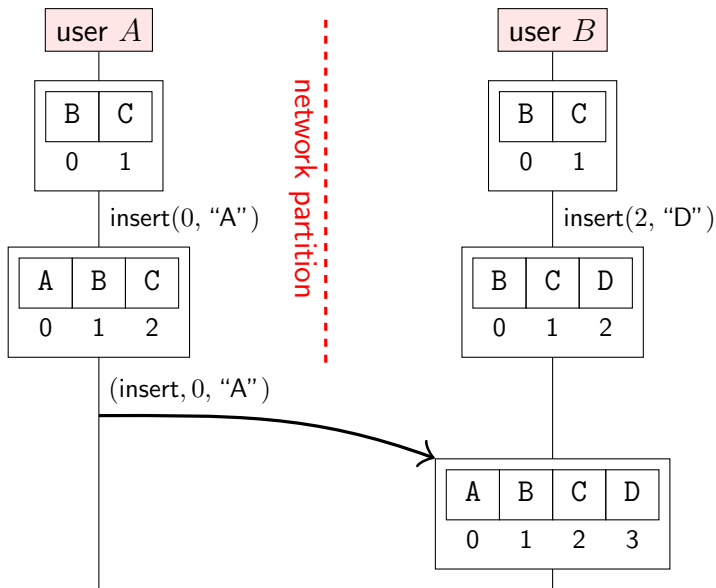 user A
user B
B C
0 1
B C
0 1
network partition
insert(0, “A”)
insert(2, “D”)
A B C
0 1 2
B C D
0 1 2
(insert, 0, “A”)
A B C D
0 1 2 3